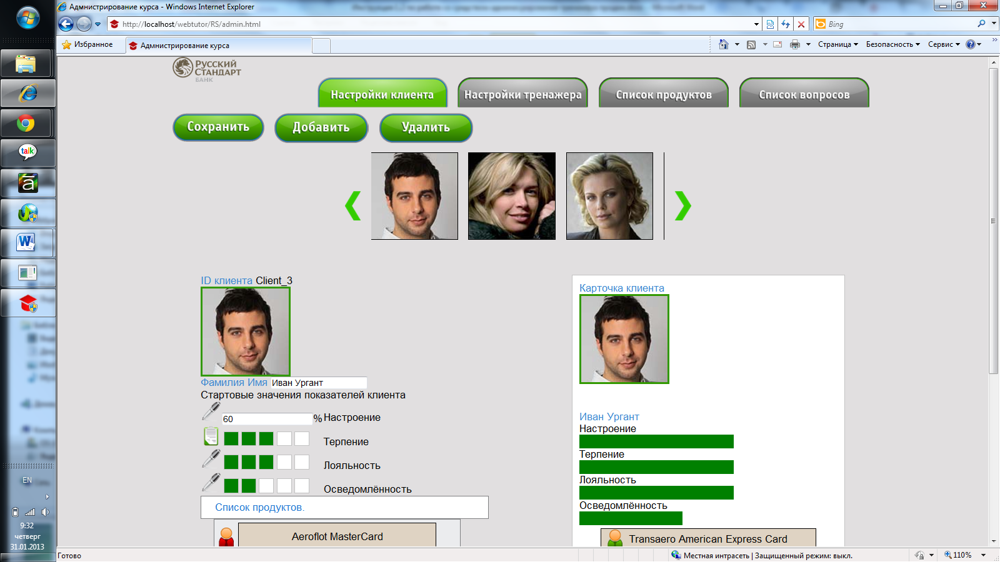 Администрирование курса - Windows Internet Explorer
http://localhost/webtutor/RS/admin.html
Bing
Избранное
Администрирование курса
Страница
Безопасность
Сервис
РУССКИЙ
СТАНДАРТ
БАНК
Настройки клиента
Настройки тренажера
Список продуктов
Список вопросов
Сохранить
Добавить
Удалить
talk
ā
W
ID клиента Client_3
Фамилия Имя Иван Ургант
Стартовые значения показателей клиента
60 % Настроение
Терпение
Лояльность
Осведомлённость
Список продуктов.
Aeroflot MasterCard
Карточка клиента
Иван Ургант
Настроение
Терпение
Лояльность
Осведомлённость
Transaero American Express Card
EN
9:32
четверг
31.01.2013
Готово
Местная интрасеть | Защищенный режим: выкл.
110%